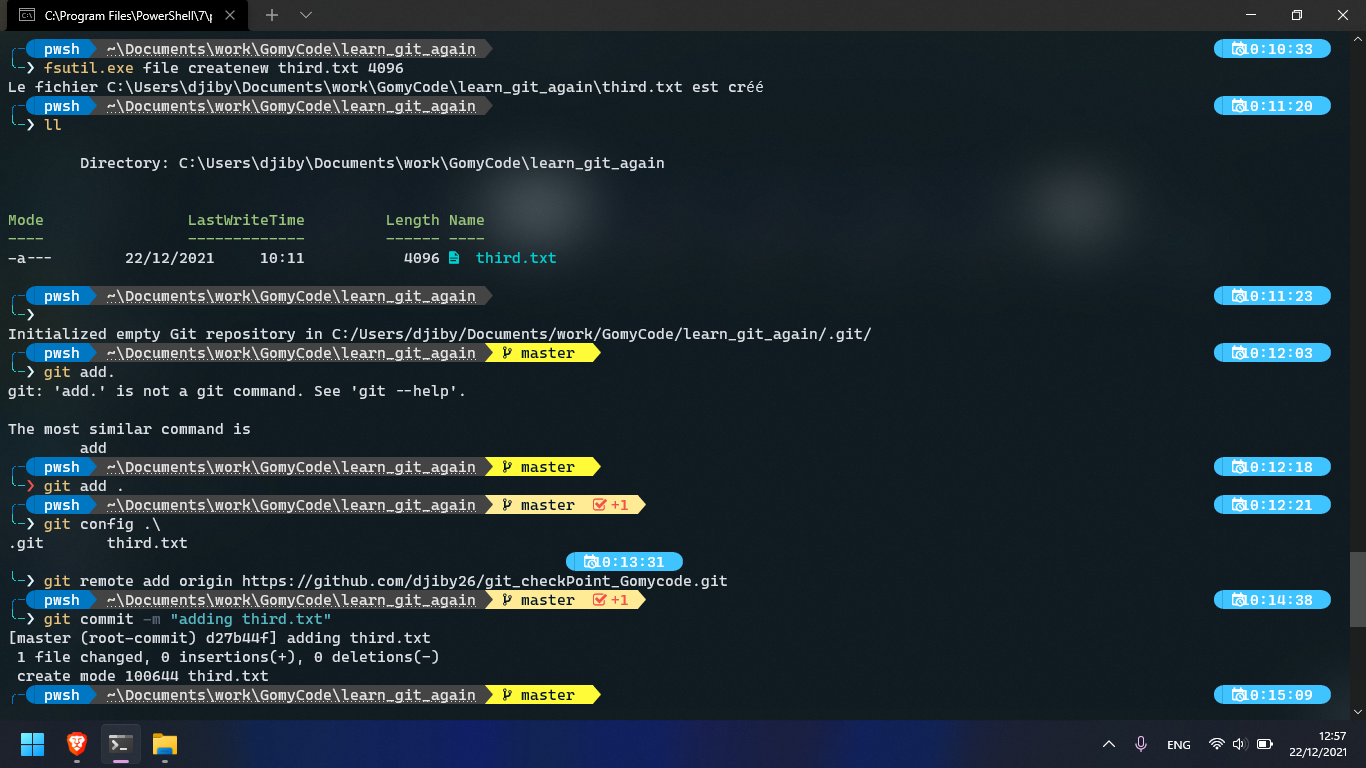 C:\Program Files\PowerShell\7\p
pwsh ~\Documents\work\GomyCode\learn_git_again 10:10:33
❯ fsutil.exe file createnew third.txt 4096
Le fichier C:\Users\djiby\Documents\work\GomyCode\learn_git_again\third.txt est créé
pwsh ~\Documents\work\GomyCode\learn_git_again 10:11:20
❯ ll
Directory: C:\Users\djiby\Documents\work\GomyCode\learn_git_again
Mode LastWriteTime Length Name
---- ------------- ------ ----
-a--- 22/12/2021 10:11 4096 third.txt
pwsh ~\Documents\work\GomyCode\learn_git_again 10:11:23
❯
Initialized empty Git repository in C:/Users/djiby/Documents/work/GomyCode/learn_git_again/.git/
pwsh ~\Documents\work\GomyCode\learn_git_again master 10:12:03
❯ git add.
git: 'add.' is not a git command. See 'git --help'.
The most similar command is
add
pwsh ~\Documents\work\GomyCode\learn_git_again master 10:12:18
❯ git add .
pwsh ~\Documents\work\GomyCode\learn_git_again master +1 10:12:21
❯ git config .\
.git third.txt
10:13:31
❯ git remote add origin https://github.com/djiby26/git_checkPoint_Gomycode.git
pwsh ~\Documents\work\GomyCode\learn_git_again master +1 10:14:38
❯ git commit -m "adding third.txt"
[master (root-commit) d27b44f] adding third.txt
1 file changed, 0 insertions(+), 0 deletions(-)
create mode 100644 third.txt
pwsh ~\Documents\work\GomyCode\learn_git_again master 10:15:09
ENG
12:57
22/12/2021